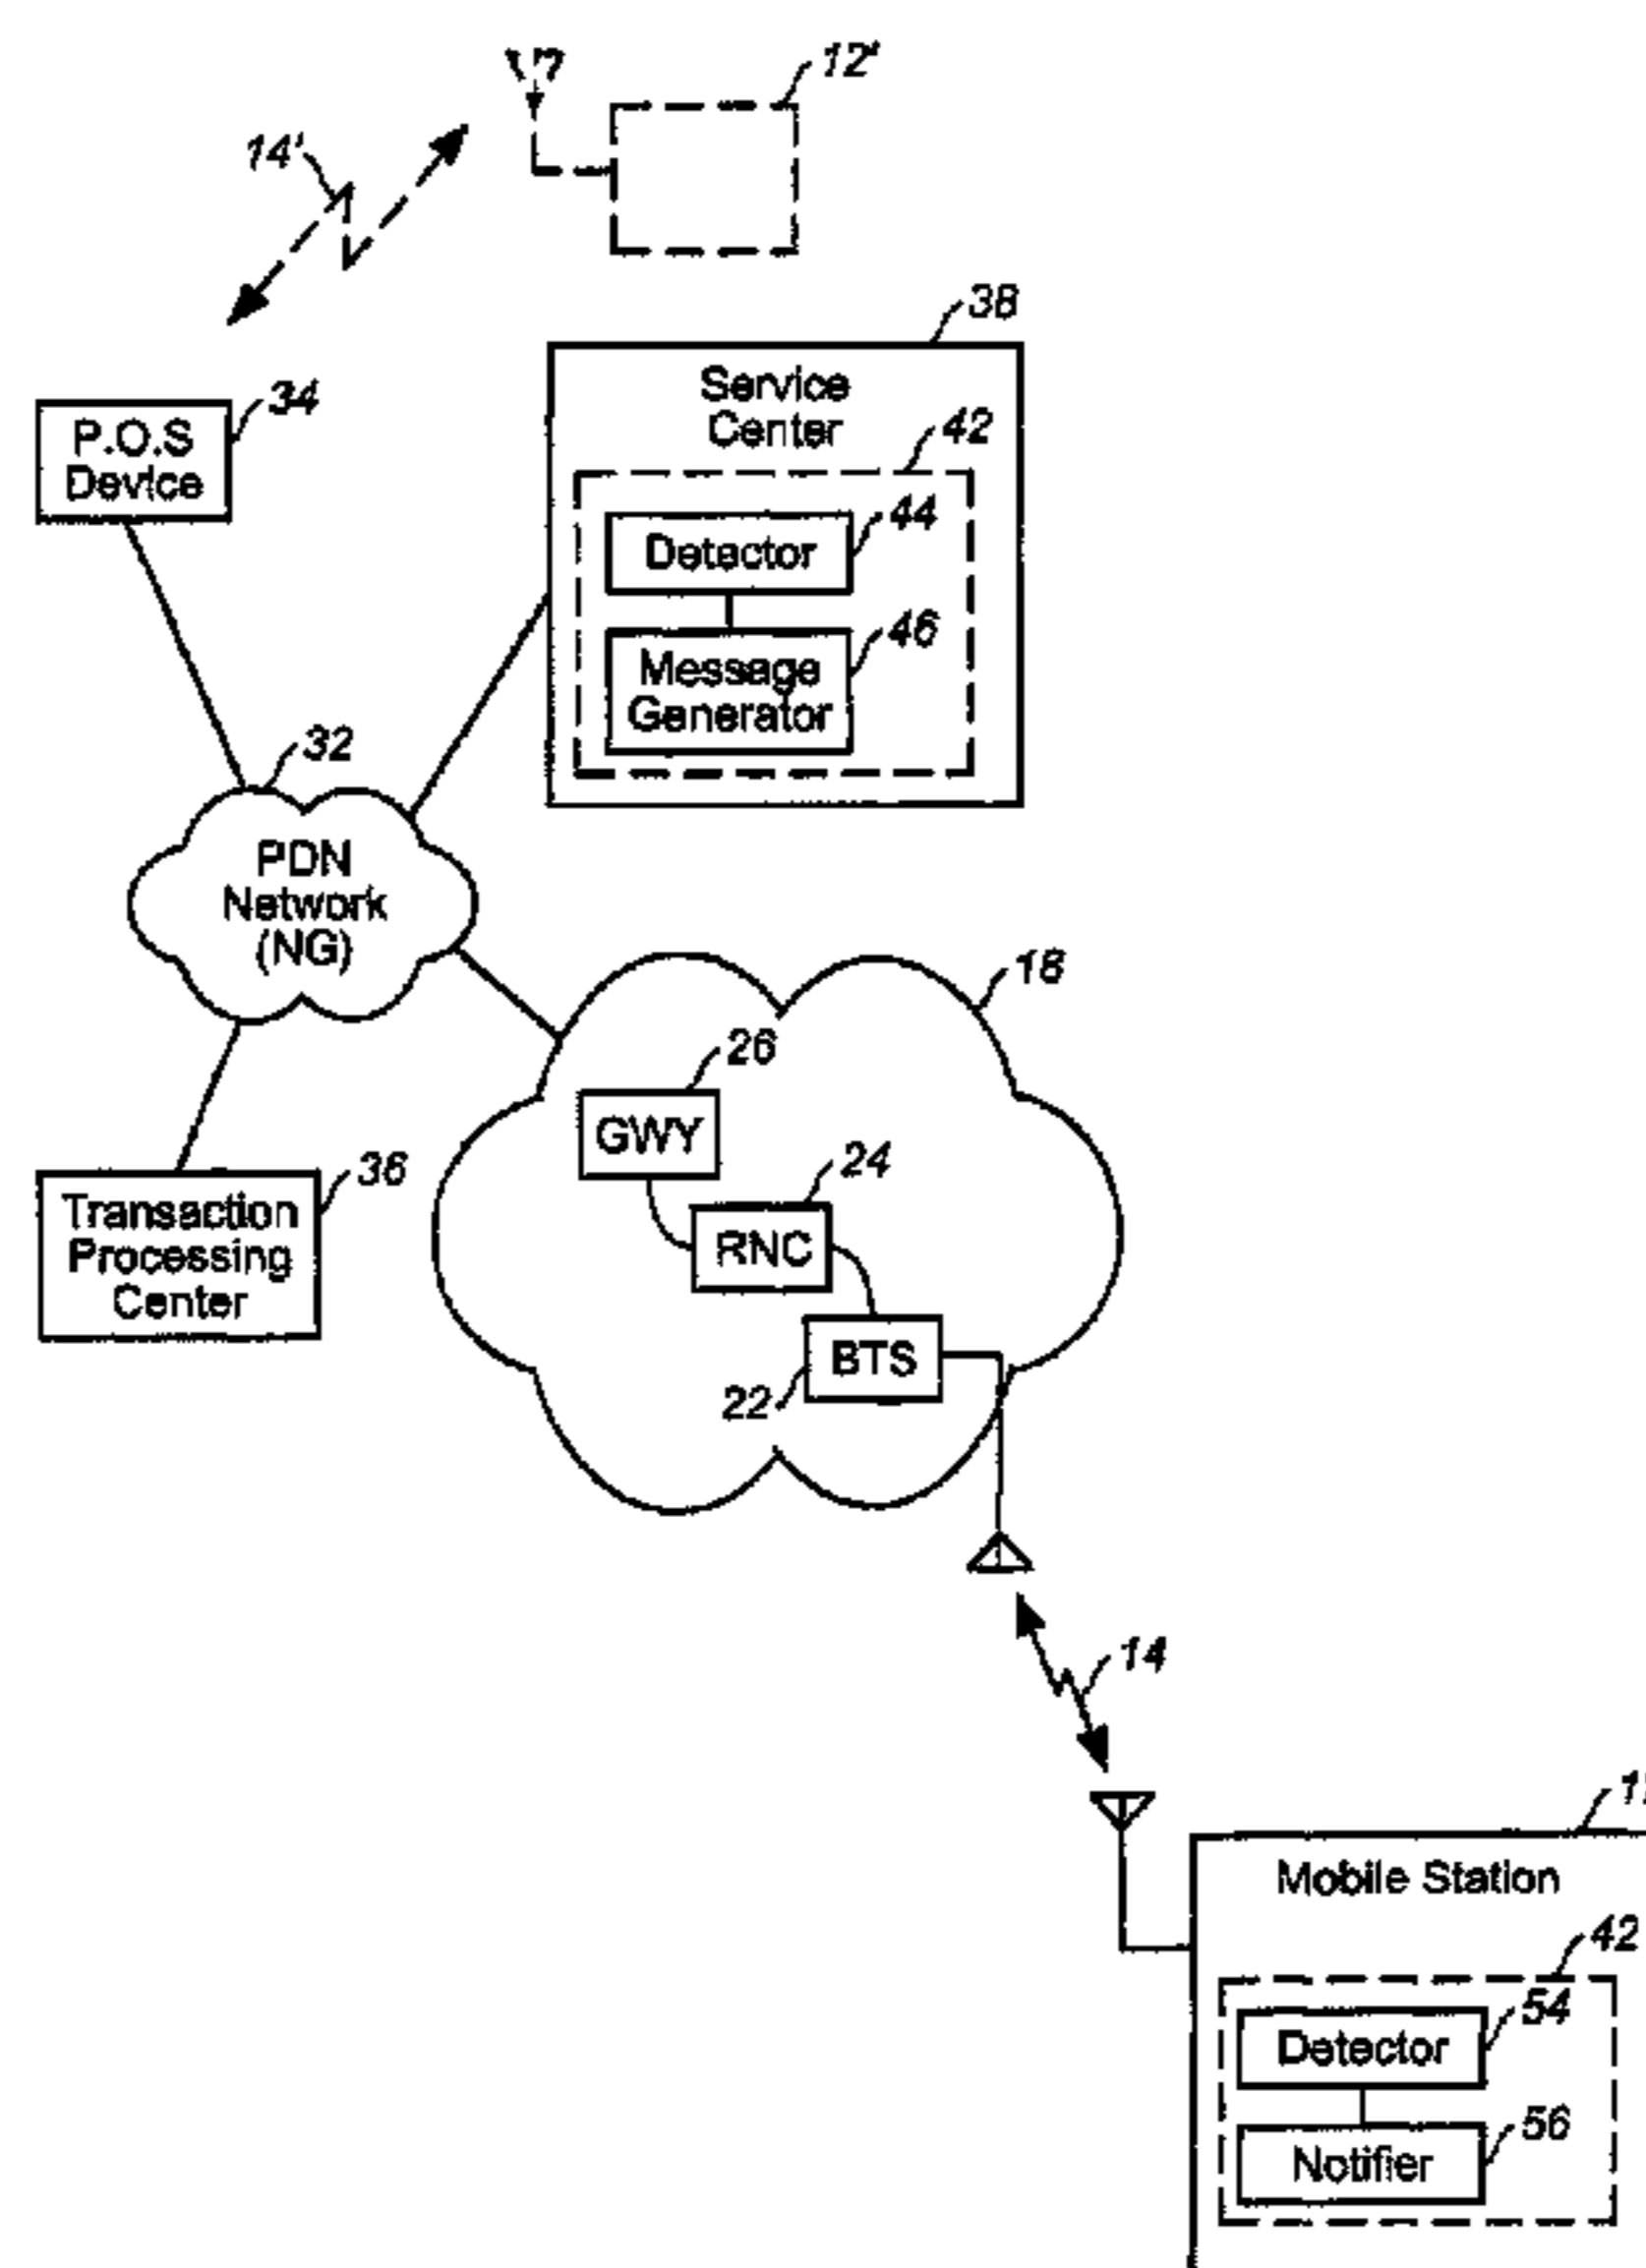 12'
14'
38
Service
Center
34
P.O.S
Device
42
44
Detector
46
Message
Generator
32
PDN
Network
(NG)
18
26
GWY
24
RNC
36
Transaction
Processing
Center
BTS
22
14
Mobile Station
42
54
Detector
56
Notifier